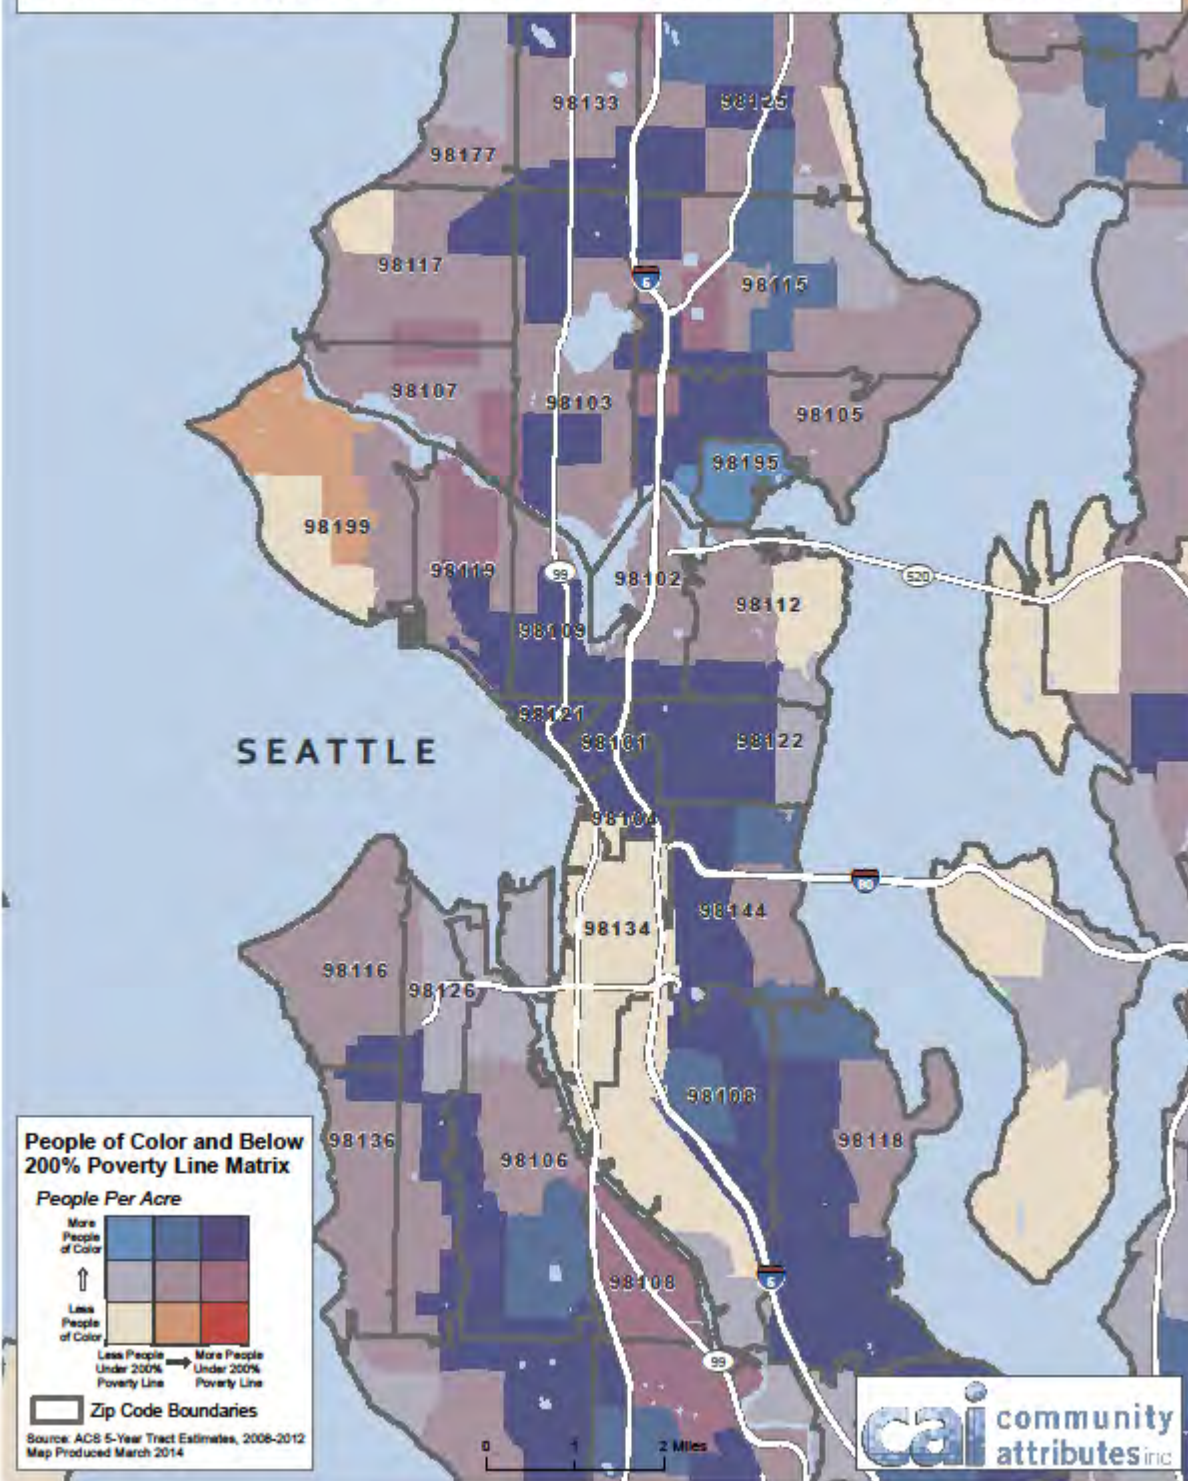 98133
98125
98177
98117
5
98115
98107
98103
98105
98195
98199
98119
99
98102
520
98112
98109
98121
98101
98122
SEATTLE
98104
90
98144
98134
98116
98126
98108
98136
98118
98106
5
98108
99
People of Color and Below
200% Poverty Line Matrix
People Per Acre
More
People
of Color
Less
People
of Color
Less People
Under 200%
Poverty Line
More People
Under 200%
Poverty Line
Zip Code Boundaries
Source: ACS 5-Year Tract Estimates, 2008-2012
Map Produced March 2014
0 1 2 Miles
cai community
attributes inc